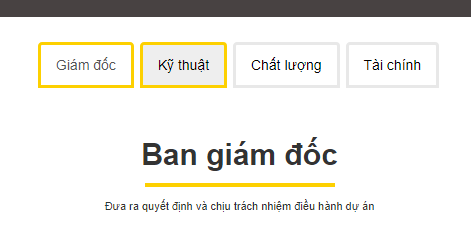 Giám đốc Kỹ thuật Chất lượng Tài chính
Ban giám đốc
Đưa ra quyết định và chịu trách nhiệm điều hành dự án